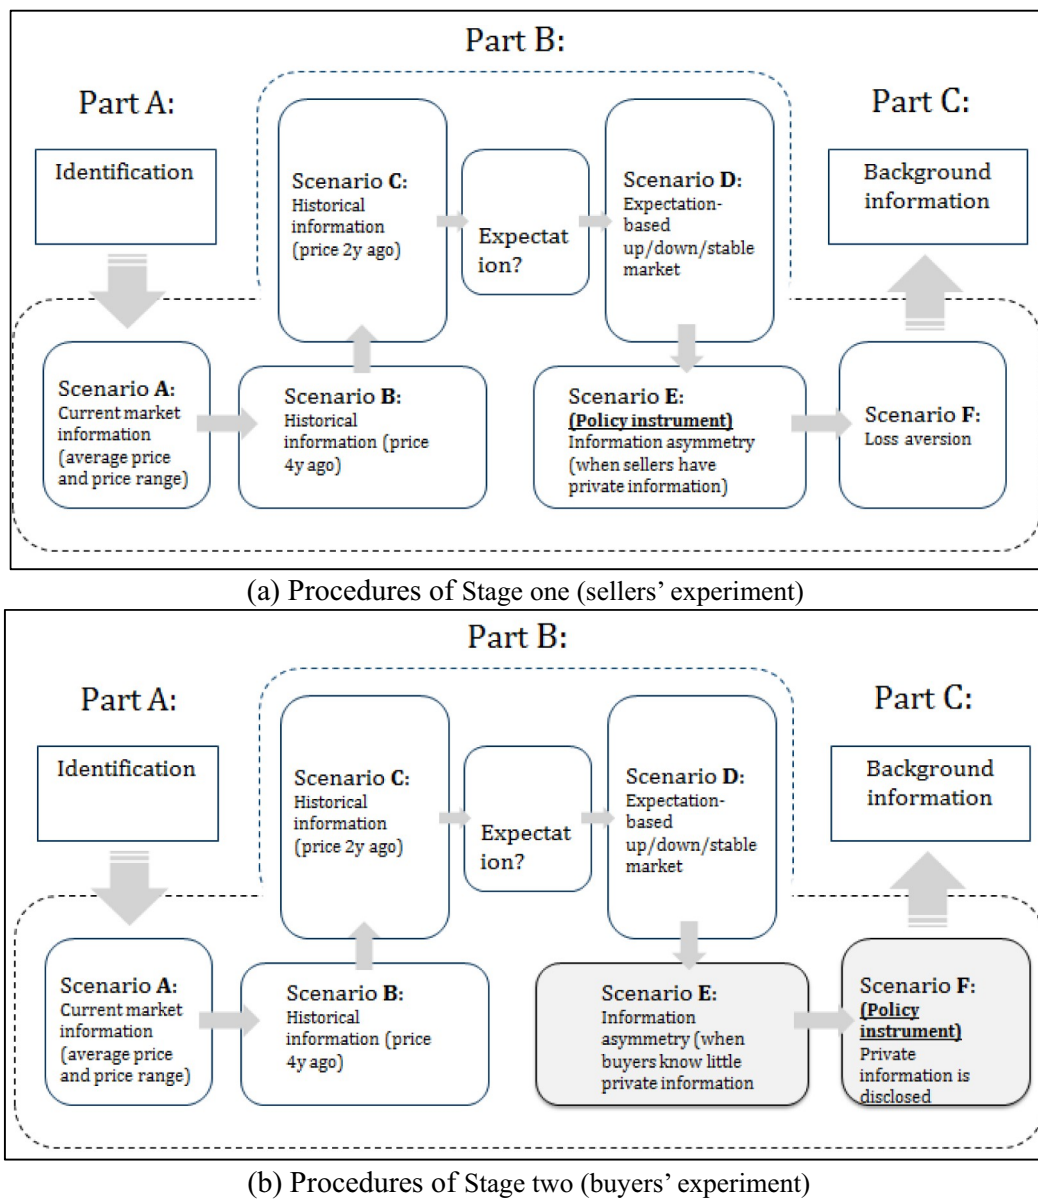 Part B:
Part A:
Part C:
Identification
Scenario C:
Historical
information
(price 2y ago)
Expectat
ion?
Scenario D:
Expectation-
based
up/down/stable
market
Background
information
Scenario A:
Current market
information
(average price
and price range)
Scenario B:
Historical
information (price
4y ago)
Scenario E:
(Policy instrument)
Information asymmetry
(when sellers have
private information)
Scenario F:
Loss aversion
(a) Procedures of Stage one (sellers’ experiment)
Part B:
Part A:
Part C:
Identification
Scenario C:
Historical
information
(price 2y ago)
Expectat
ion?
Scenario D:
Expectation-
based
up/down/stable
market
Background
information
Scenario A:
Current market
information
(average price
and price range)
Scenario B:
Historical
information (price
4y ago)
Scenario E:
Information
asymmetry (when
buyers know little
private information
Scenario F:
(Policy
instrument)
Private
information is
disclosed
(b) Procedures of Stage two (buyers’ experiment)